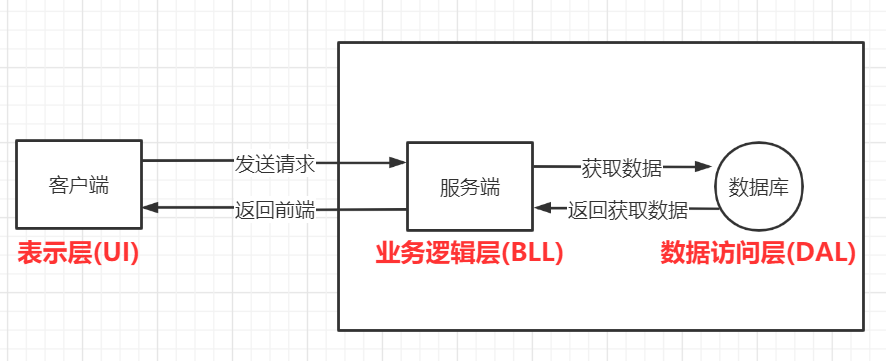 发送请求
获取数据
客户端
服务端
数据库
返回前端
返回获取数据
表示层(UI)
业务逻辑层(BLL)
数据访问层(DAL)